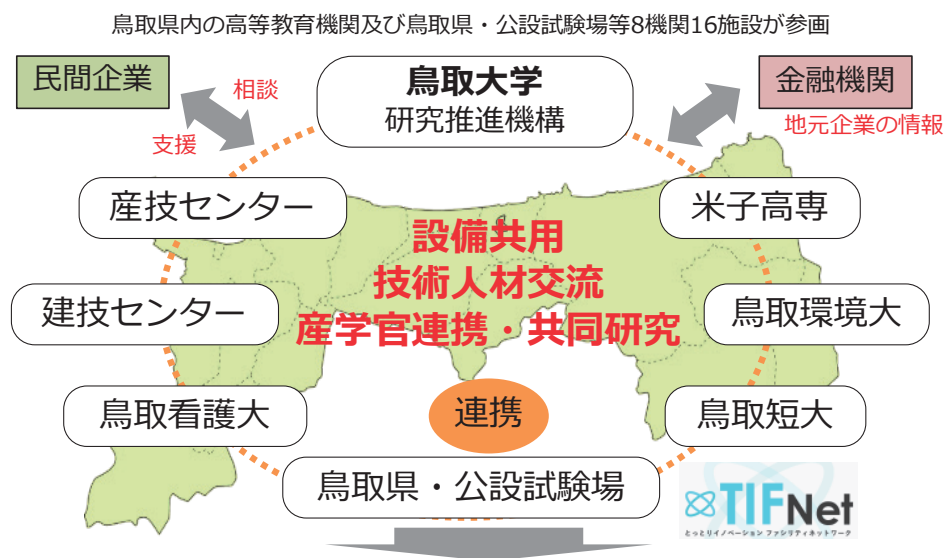 鳥取県内の高等教育機関及び鳥取県・公設試験場等8機関16施設が参画
民間企業
相談
支援
鳥取大学
研究推進機構
金融機関
地元企業の情報
産技センター
米子高専
設備共用
技術人材交流
産学官連携・共同研究
建技センター
鳥取環境大
鳥取看護大
連携
鳥取短大
鳥取県・公設試験場
TIFNet
とっとりイノベーション ファシリティネットワーク